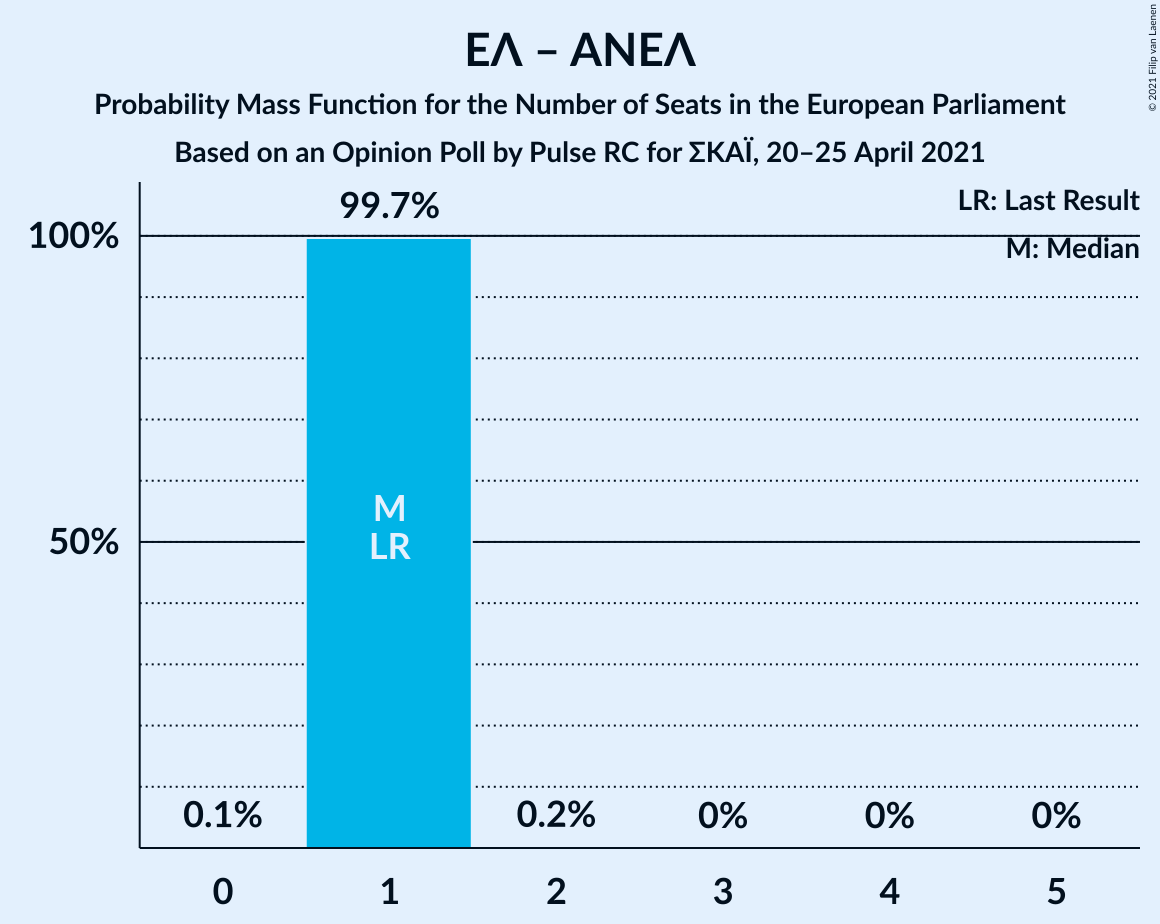 ΕΛ – ΑΝΕΛ
Probability Mass Function for the Number of Seats in the European Parliament
Based on an Opinion Poll by Pulse RC for ΣΚΑΪ, 20–25 April 2021
© 2021 Filip van Laenen
LR: Last Result
M: Median
99.7%
100%
50%
M
LR
0.1%
0.2%
0%
0%
0%
0
1
2
3
4
5